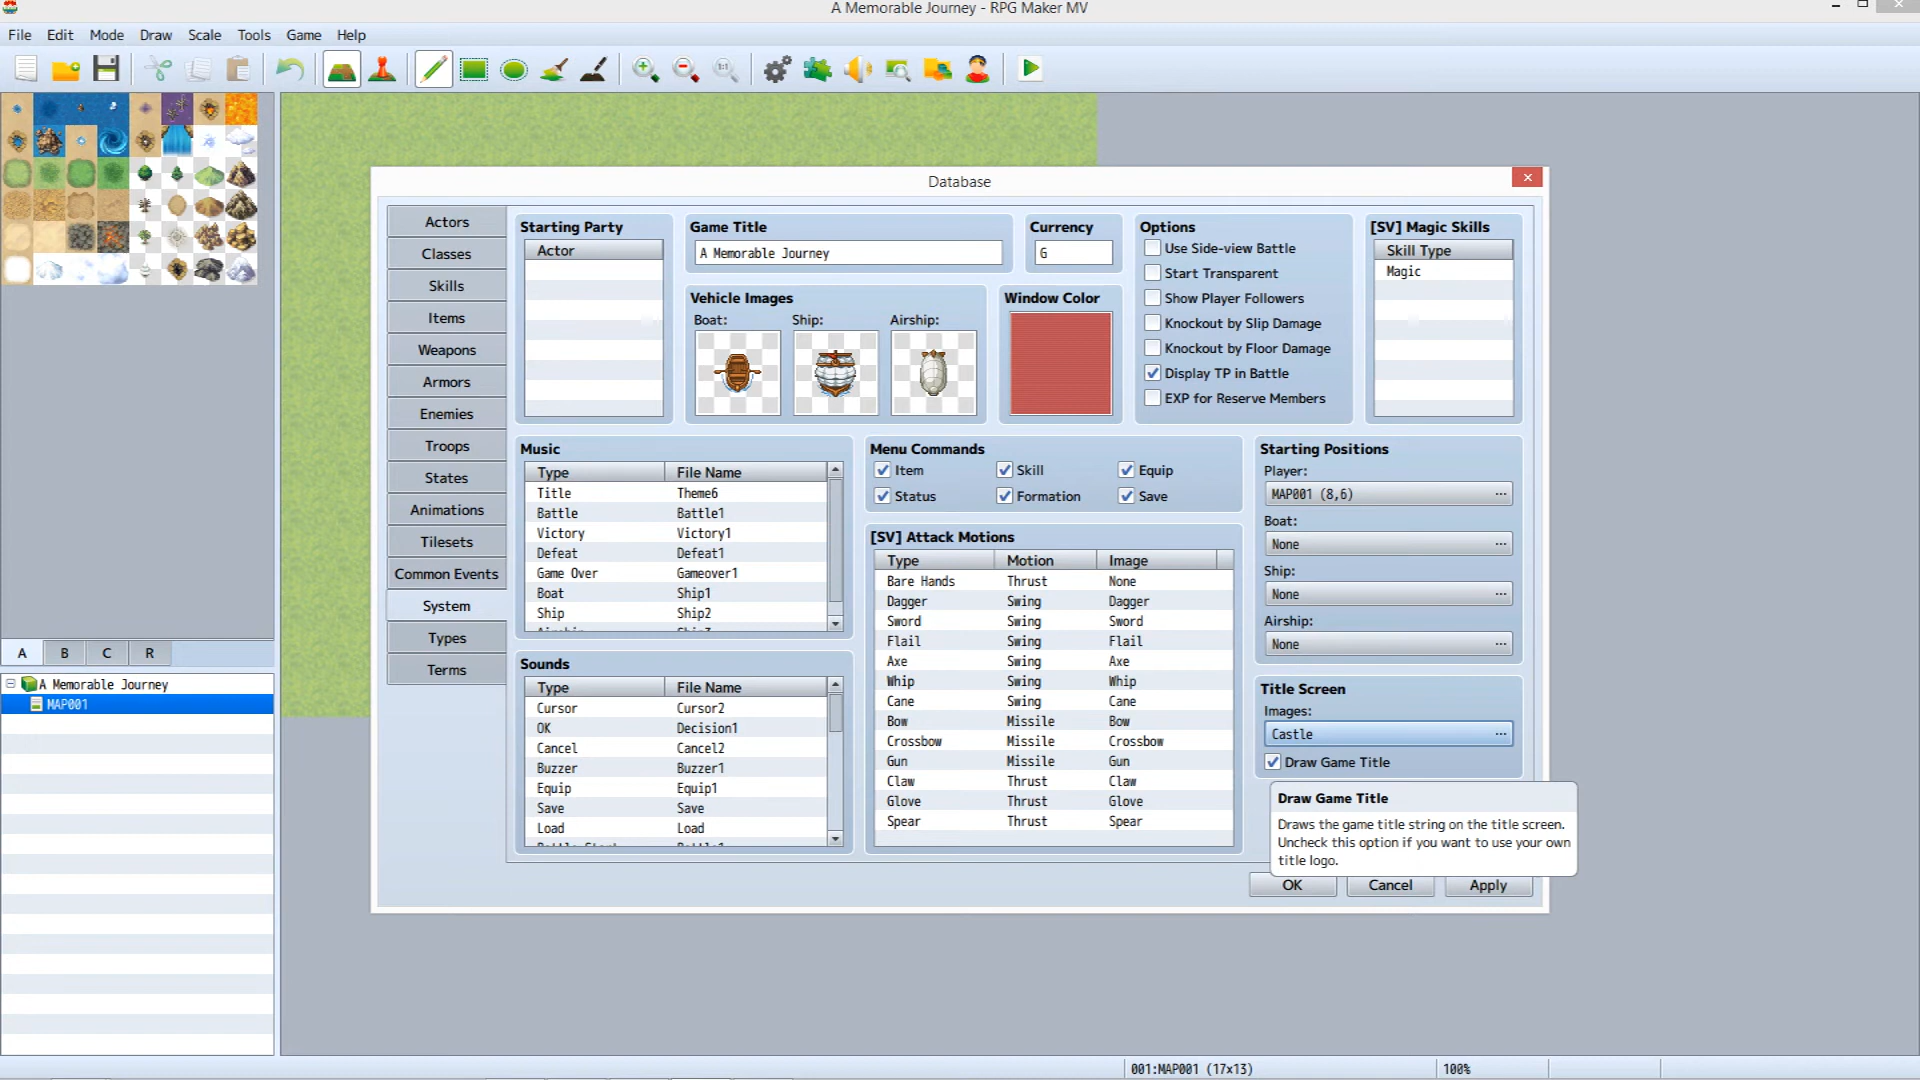 A Memorable Journey - RPG Maker MV
File Edit Mode Draw Scale Tools Game Help
1:1
Database
Actors
Classes
Skills
Items
Weapons
Armors
Enemies
Troops
States
Animations
Tilesets
Common Events
System
Types
Terms
Starting Party
Actor
Game Title
A Memorable Journey
Currency
G
Vehicle Images
Boat: Ship: Airship:
Window Color
Options
Use Side-view Battle
Start Transparent
Show Player Followers
Knockout by Slip Damage
Knockout by Floor Damage
Display TP in Battle
EXP for Reserve Members
[SV] Magic Skills
Skill Type
Magic
Music
Type File Name
Title Theme6
Battle Battle1
Victory Victory1
Defeat Defeat1
Game Over Gameover1
Boat Ship1
Ship Ship2
Airship Ship3
Sounds
Type File Name
Cursor Cursor2
OK Decision1
Cancel Cancel2
Buzzer Buzzer1
Equip Equip1
Save Save
Load Load
Battle Start Battle1
Menu Commands
Item Skill Equip
Status Formation Save
[SV] Attack Motions
Type Motion Image
Bare Hands Thrust None
Dagger Swing Dagger
Sword Swing Sword
Flail Swing Flail
Axe Swing Axe
Whip Swing Whip
Cane Swing Cane
Bow Missile Bow
Crossbow Missile Crossbow
Gun Missile Gun
Claw Thrust Claw
Glove Thrust Glove
Spear Thrust Spear
Starting Positions
Player:
MAP001 (8,6) ...
Boat:
None ...
Ship:
None ...
Airship:
None ...
Title Screen
Images:
Castle ...
Draw Game Title
Draw Game Title
Draws the game title string on the title screen.
Uncheck this option if you want to use your own
title logo.
OK Cancel Apply
A B C R
A Memorable Journey
MAP001
001:MAP001 (17x13) 100%